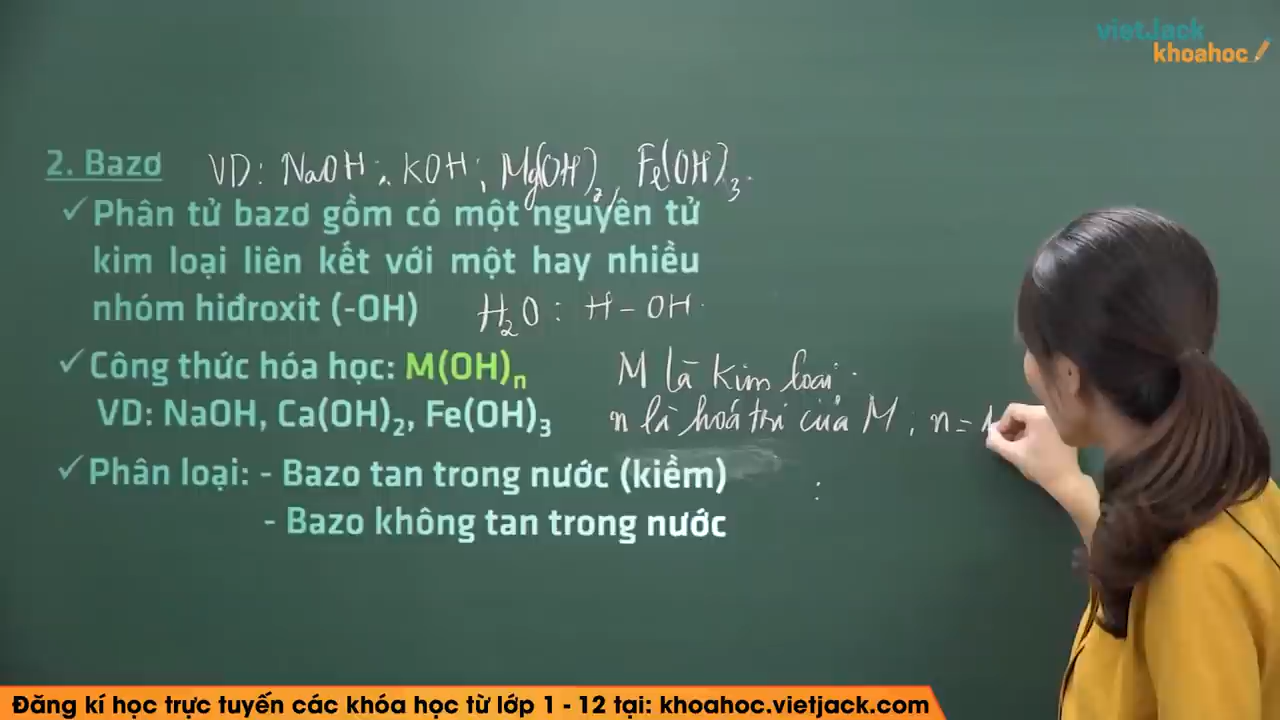 vietJack
khoahoc
2. Bazơ VD: NaOH; KOH; Mg(OH)₂, Fe(OH)₃.
✓Phân tử bazơ gồm có một nguyên tử
kim loại liên kết với một hay nhiều
nhóm hiđroxit (-OH) H₂O: H-OH.
✓Công thức hóa học: M(OH)ₙ M là kim loại.
VD: NaOH, Ca(OH)₂, Fe(OH)₃ n là hoá trị của M; n=1
✓Phân loại: - Bazo tan trong nước (kiềm)
- Bazo không tan trong nước
Đăng kí học trực tuyến các khóa học từ lớp 1 - 12 tại: khoahoc.vietjack.com